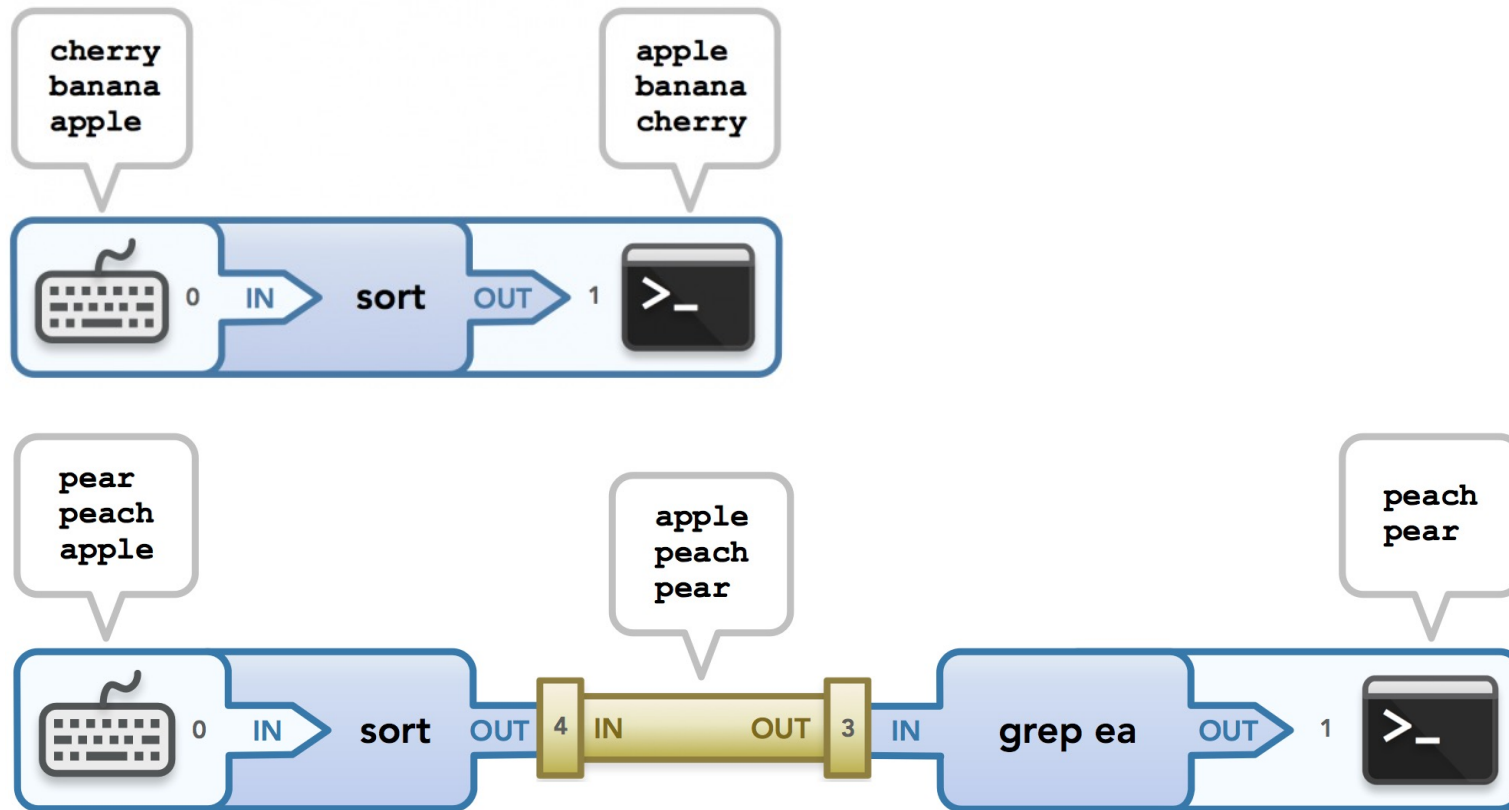 cherry
banana
apple
apple
banana
cherry
0 IN sort OUT 1 >_
pear
peach
apple
apple
peach
pear
peach
pear
0 IN sort OUT 4 IN OUT 3 IN grep ea OUT 1 >_